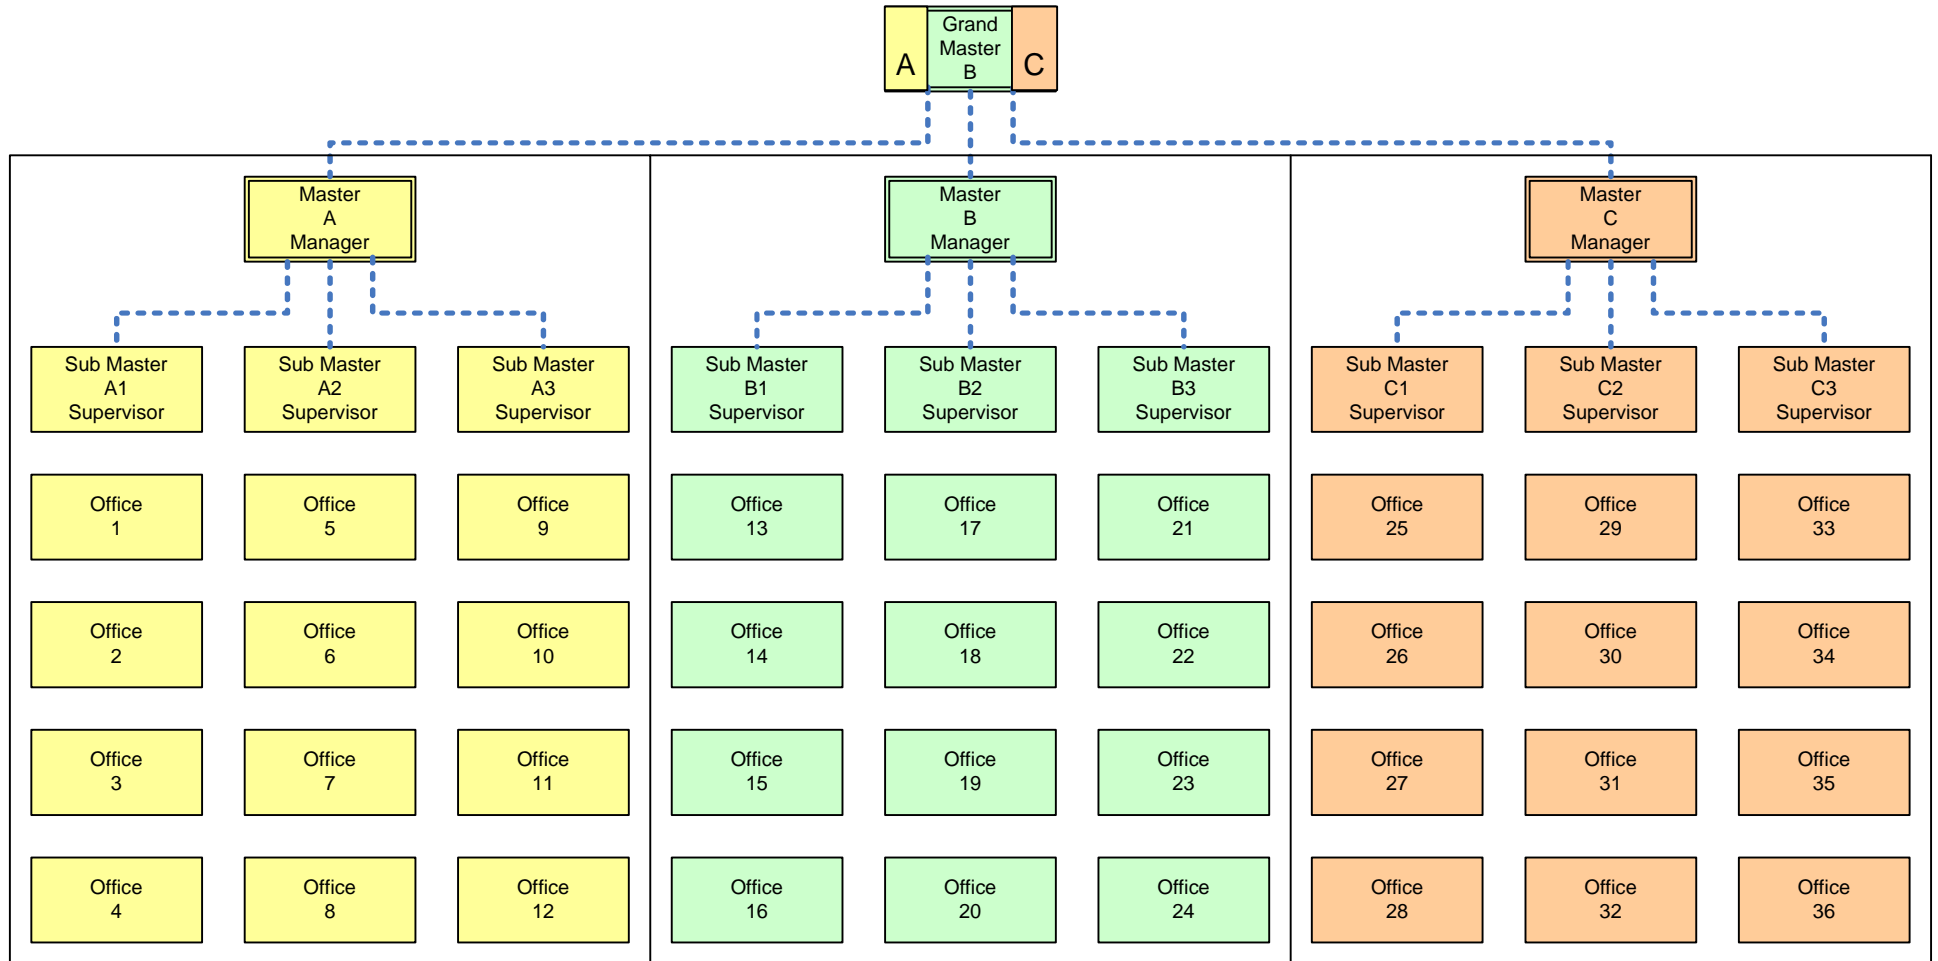 A
Grand
Master
B
C
Master
A
Manager
Master
B
Manager
Master
C
Manager
Sub Master
A1
Supervisor
Sub Master
A2
Supervisor
Sub Master
A3
Supervisor
Sub Master
B1
Supervisor
Sub Master
B2
Supervisor
Sub Master
B3
Supervisor
Sub Master
C1
Supervisor
Sub Master
C2
Supervisor
Sub Master
C3
Supervisor
Office
1
Office
5
Office
9
Office
13
Office
17
Office
21
Office
25
Office
29
Office
33
Office
2
Office
6
Office
10
Office
14
Office
18
Office
22
Office
26
Office
30
Office
34
Office
3
Office
7
Office
11
Office
15
Office
19
Office
23
Office
27
Office
31
Office
35
Office
4
Office
8
Office
12
Office
16
Office
20
Office
24
Office
28
Office
32
Office
36